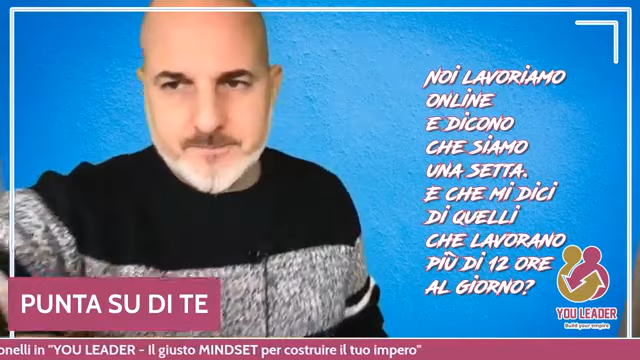 YOU LEADER
NOI LAVORIAMO
ONLINE
E DICONO
CHE SIAMO
UNA SETTA.
E CHE MI DICI
DI QUELLI
CHE LAVORANO
PIÙ DI 12 ORE
AL GIORNO?
YOU LEADER
Build your empire
PUNTA SU DI TE
onelli in "YOU LEADER - Il giusto MINDSET per costruire il tuo impero"